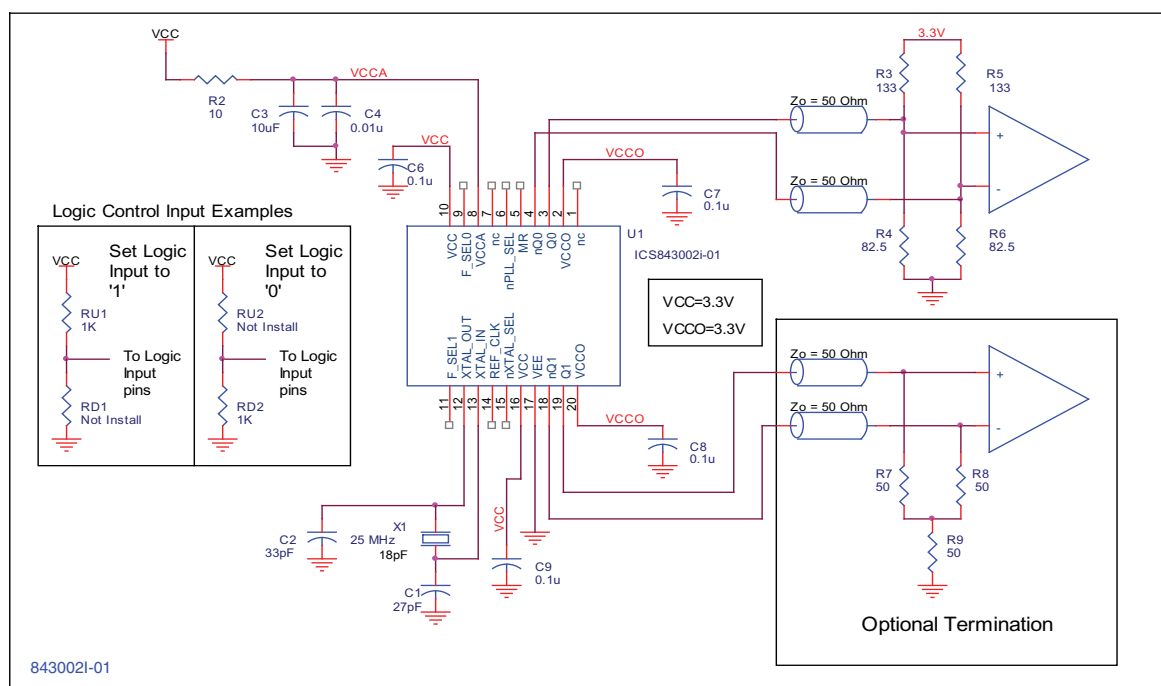 VCC
R2
10
VCCA
C3
10uF
C4
0.01u
VCC
C6
0.1u
VCCO
C7
0.1u
3.3V
R3
133
R5
133
Zo = 50 Ohm
Zo = 50 Ohm
+
-
R4
82.5
R6
82.5
Logic Control Input Examples
Set Logic
Input to
'1'
VCC
RU1
1K
To Logic
Input
pins
RD1
Not Install
Set Logic
Input to
'0'
VCC
RU2
Not Install
To Logic
Input
pins
RD2
1K
10
9
8
7
6
5
4
3
2
1
VCC
F_SEL0
VCCA
nc
nPLL_SEL
MR
nQ0
Q0
VCCO
nc
U1
ICS843002i-01
F_SEL1
XTAL_OUT
XTAL_IN
REF_CLK
nXTAL_SEL
VCC
VEE
nQ1
Q1
VCCO
11
12
13
14
15
16
17
18
19
20
VCC=3.3V
VCCO=3.3V
VCCO
C8
0.1u
Zo = 50 Ohm
Zo = 50 Ohm
+
-
R7
50
R8
50
R9
50
Optional Termination
C2
33pF
X1
25 MHz
18pF
C1
27pF
VCC
C9
0.1u
843002I-01